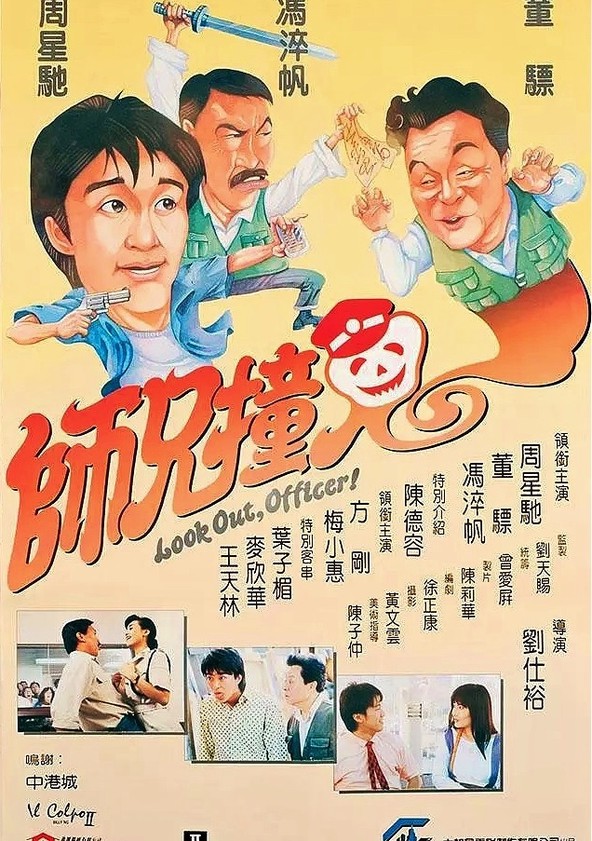 周星馳
馮淬帆
董驃
師兄撞鬼
Look Out, Officer!
領銜主演
周星馳
董驃
馮淬帆
特別介紹
陳德容
領銜主演
方剛
梅小惠
特別客串
葉子楣
麥欣華
王天林
監製
劉天賜
統籌
曾愛屏
製片
陳莉華
編劇
徐正康
攝影
黃文雲
美術指導
陳子仲
導演
劉仕裕
鳴謝：
中港城
Il Colpo II
II